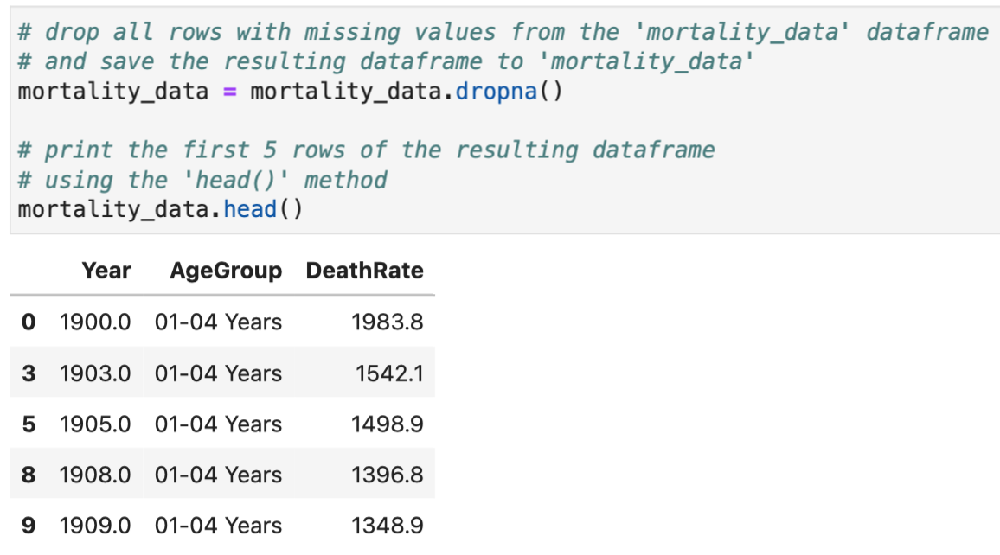 # drop all rows with missing values from the 'mortality_data' dataframe
# and save the resulting dataframe to 'mortality_data'
mortality_data = mortality_data.dropna()
# print the first 5 rows of the resulting dataframe
# using the 'head()' method
mortality_data.head()
Year AgeGroup DeathRate
0 1900.0 01-04 Years 1983.8
3 1903.0 01-04 Years 1542.1
5 1905.0 01-04 Years 1498.9
8 1908.0 01-04 Years 1396.8
9 1909.0 01-04 Years 1348.9